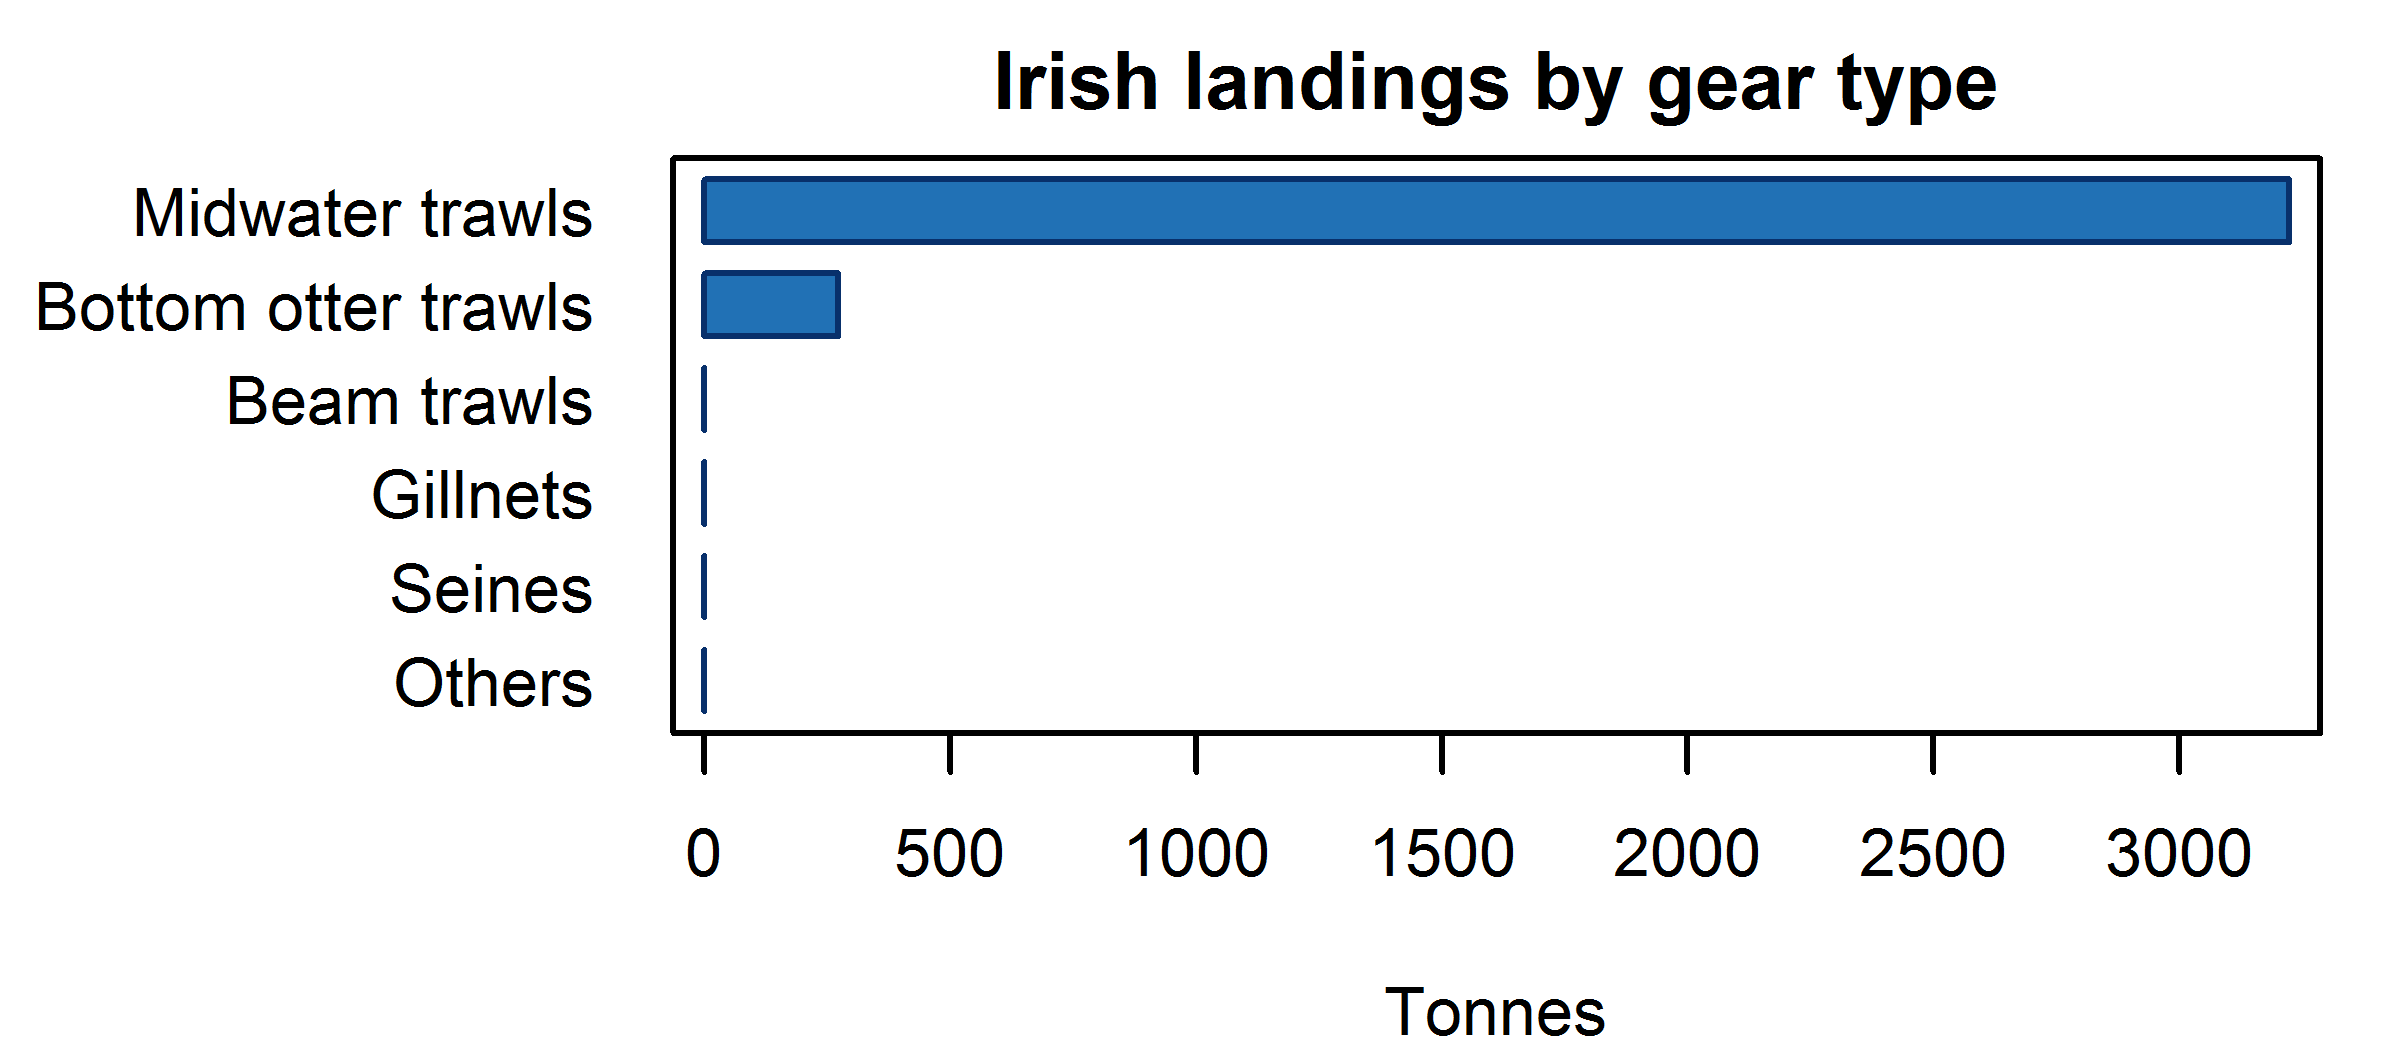 Irish landings by gear type
Midwater trawls
Bottom otter trawls
Beam trawls
Gillnets
Seines
Others
0 500 1000 1500 2000 2500 3000
Tonnes